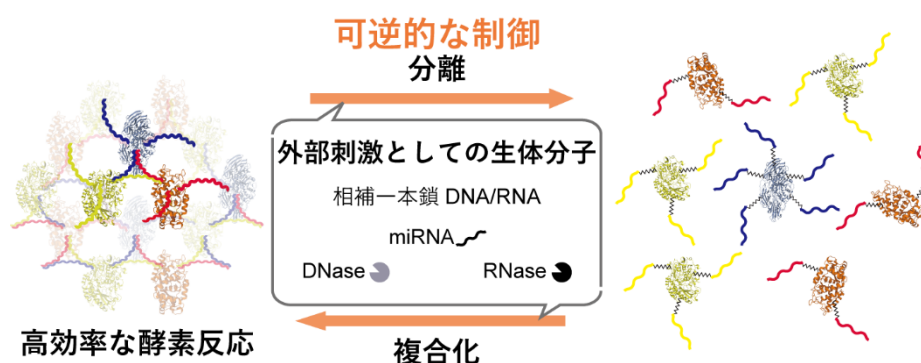 可逆的な制御
分離
外部刺激としての生体分子
相補一本鎖 DNA/RNA
miRNA
DNase
RNase
高効率な酵素反応
複合化